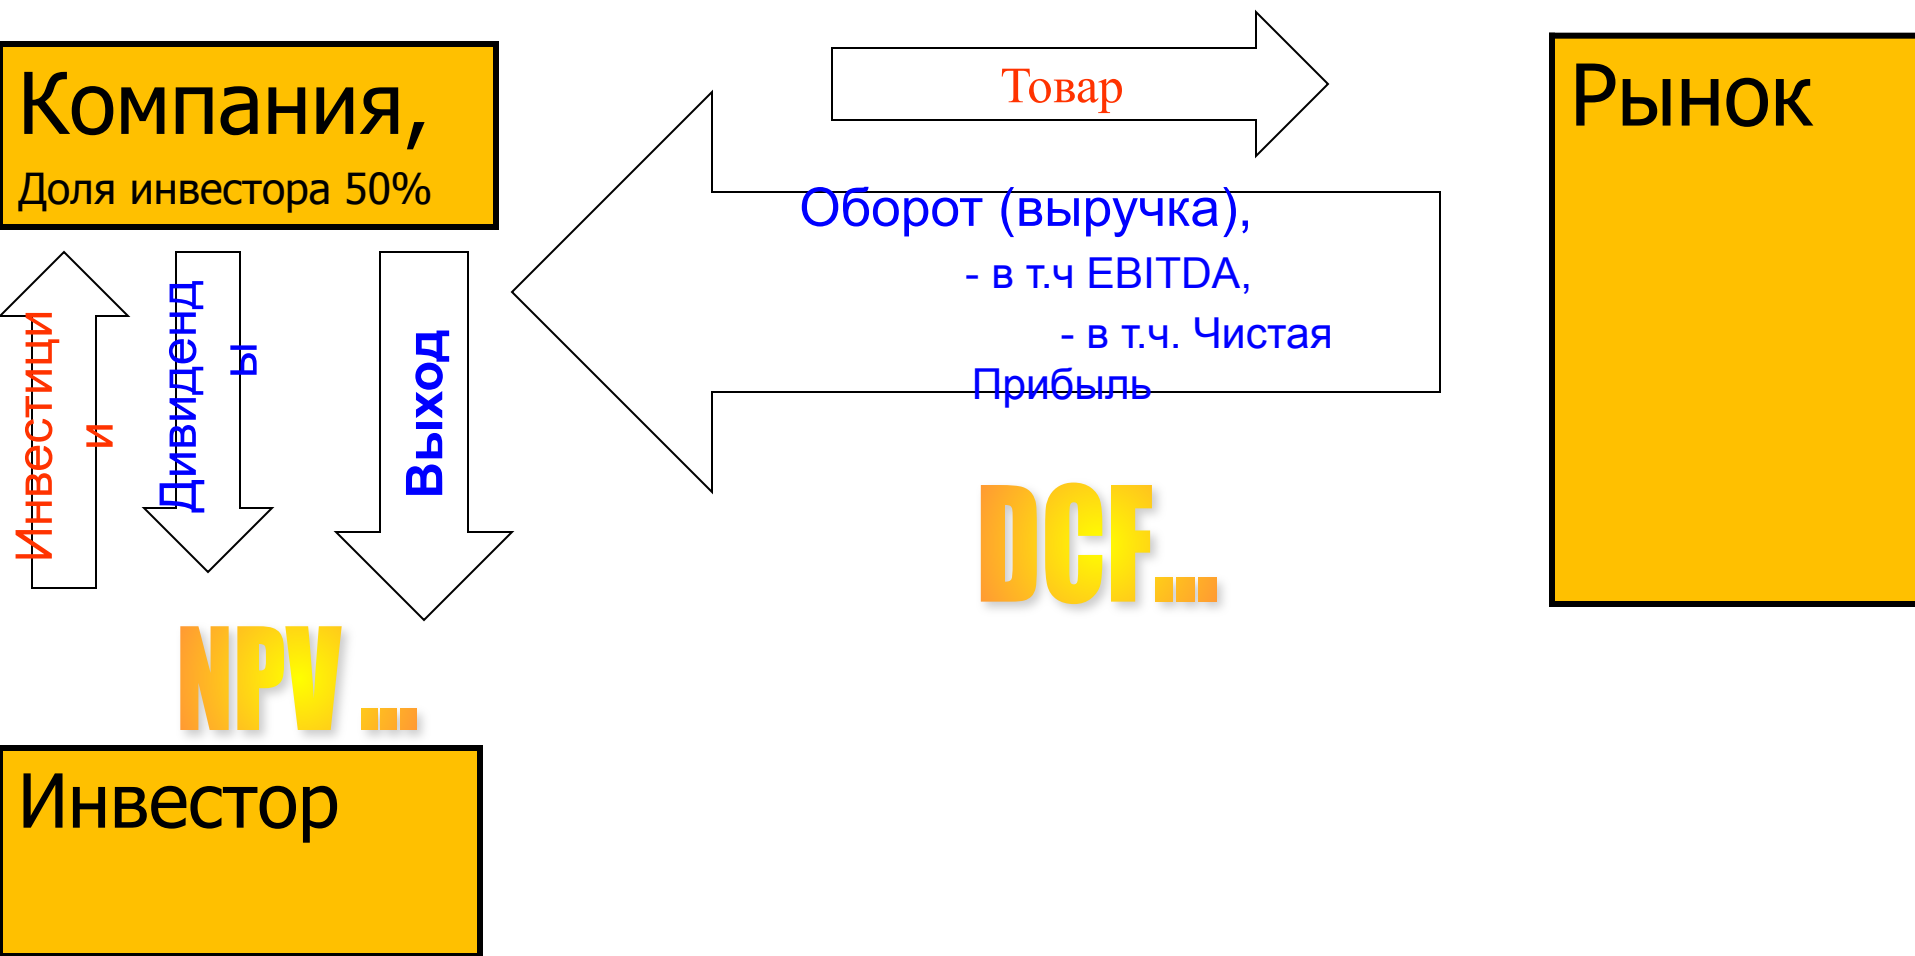 Компания,
Доля инвестора 50%
Товар
Рынок
Оборот (выручка),
- в т.ч EBITDA,
- в т.ч. Чистая
Прибыль
Инвестици
и
Дивиденд
ы
Выход
DCF...
NPV ...
Инвестор